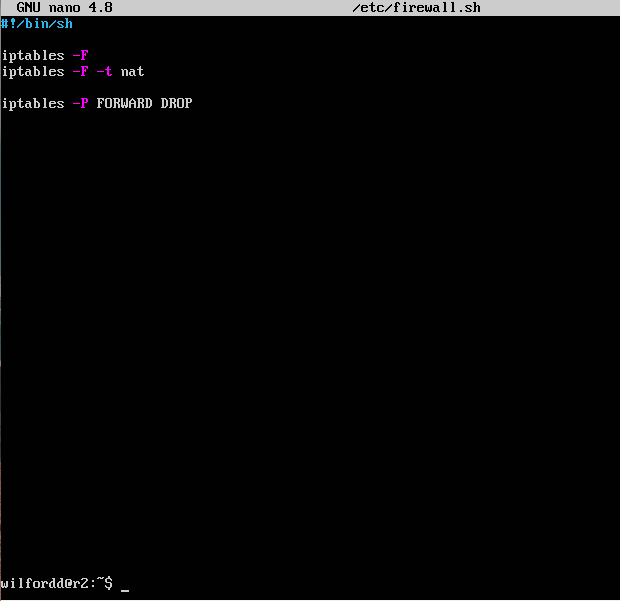 GNU nano 4.8 /etc/firewall.sh
#!/bin/sh
iptables -F
iptables -F -t nat
iptables -P FORWARD DROP
wilfordd@r2:~$ _